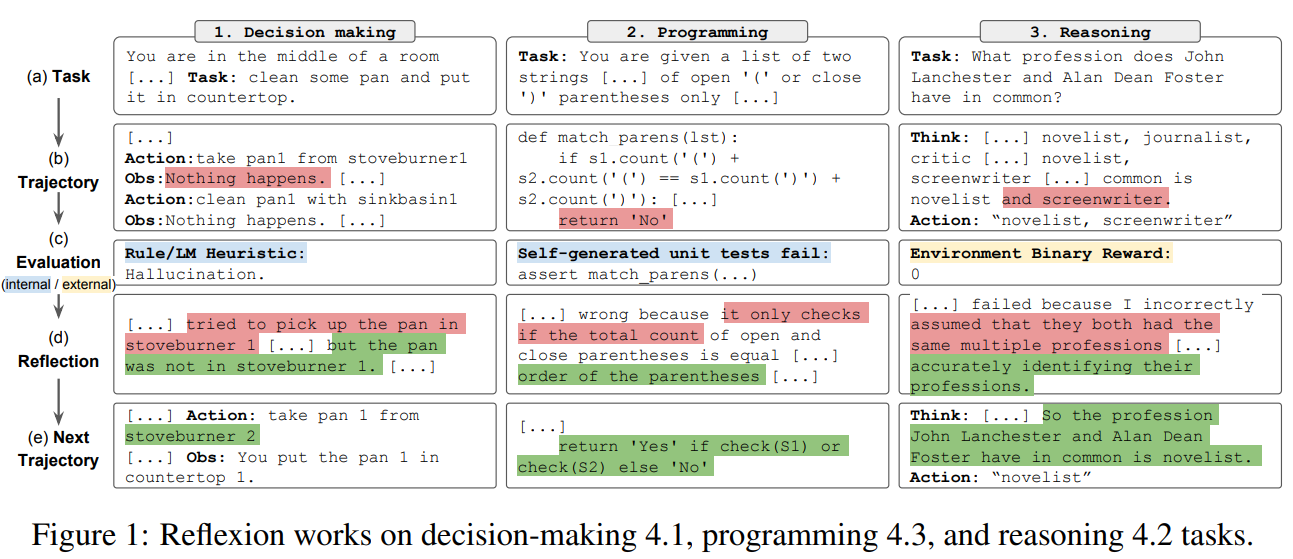 1. Decision making
2. Programming
3. Reasoning
(a) Task
You are in the middle of a room
[...] Task: clean some pan and put
it in countertop.
Task: You are given a list of two
strings [...] of open '(' or close
')' parentheses only [...]
Task: What profession does John
Lanchester and Alan Dean Foster
have in common?
(b)
Trajectory
[...]
Action:take pan1 from stoveburner1
Obs:Nothing happens. [...]
Action:clean pan1 with sinkbasin1
Obs:Nothing happens. [...]
def match_parens(lst):
if s1.count('(') +
s2.count('(') == s1.count(')') +
s2.count(')'): [...]
return 'No'
Think: [...] novelist, journalist,
critic [...] novelist,
screenwriter [...] common is
novelist and screenwriter.
Action: “novelist, screenwriter”
(c)
Evaluation
(internal / external)
Rule/LM Heuristic:
Hallucination.
Self-generated unit tests fail:
assert match_parens(...)
Environment Binary Reward:
0
(d)
Reflection
[...] tried to pick up the pan in
stoveburner 1 [...] but the pan
was not in stoveburner 1. [...]
[...] wrong because it only checks
if the total count of open and
close parentheses is equal [...]
order of the parentheses [...]
[...] failed because I incorrectly
assumed that they both had the
same multiple professions [...]
accurately identifying their
professions.
(e) Next
Trajectory
[...] Action: take pan 1 from
stoveburner 2
[...] Obs: You put the pan 1 in
countertop 1.
[...]
return 'Yes' if check(S1) or
check(S2) else 'No'
Think: [...] So the profession
John Lanchester and Alan Dean
Foster have in common is novelist.
Action: “novelist”
Figure 1: Reflexion works on decision-making 4.1, programming 4.3, and reasoning 4.2 tasks.